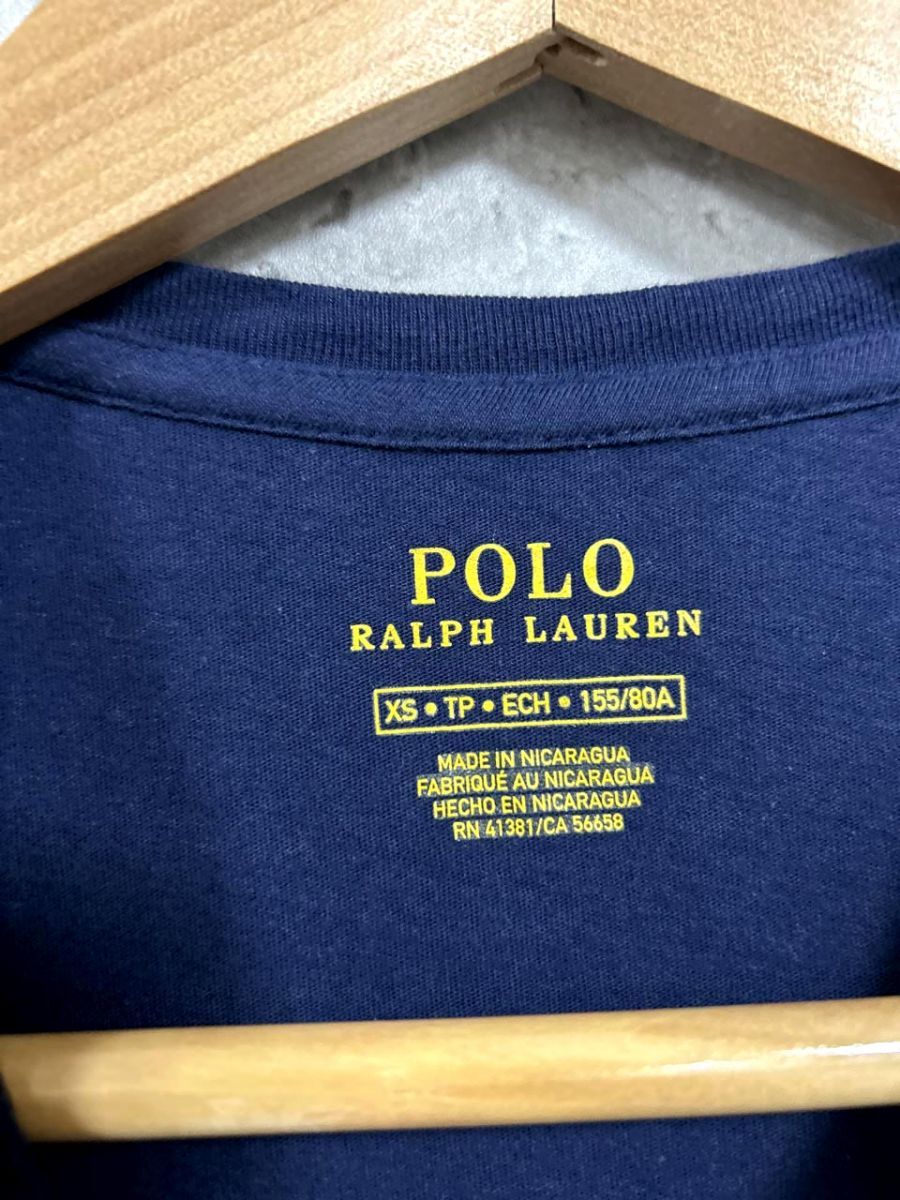 POLO
RALPH LAUREN
XS • TP • ECH • 155/80A
MADE IN NICARAGUA
FABRIQUÉ AU NICARAGUA
HECHO EN NICARAGUA
RN 41381/CA 56658